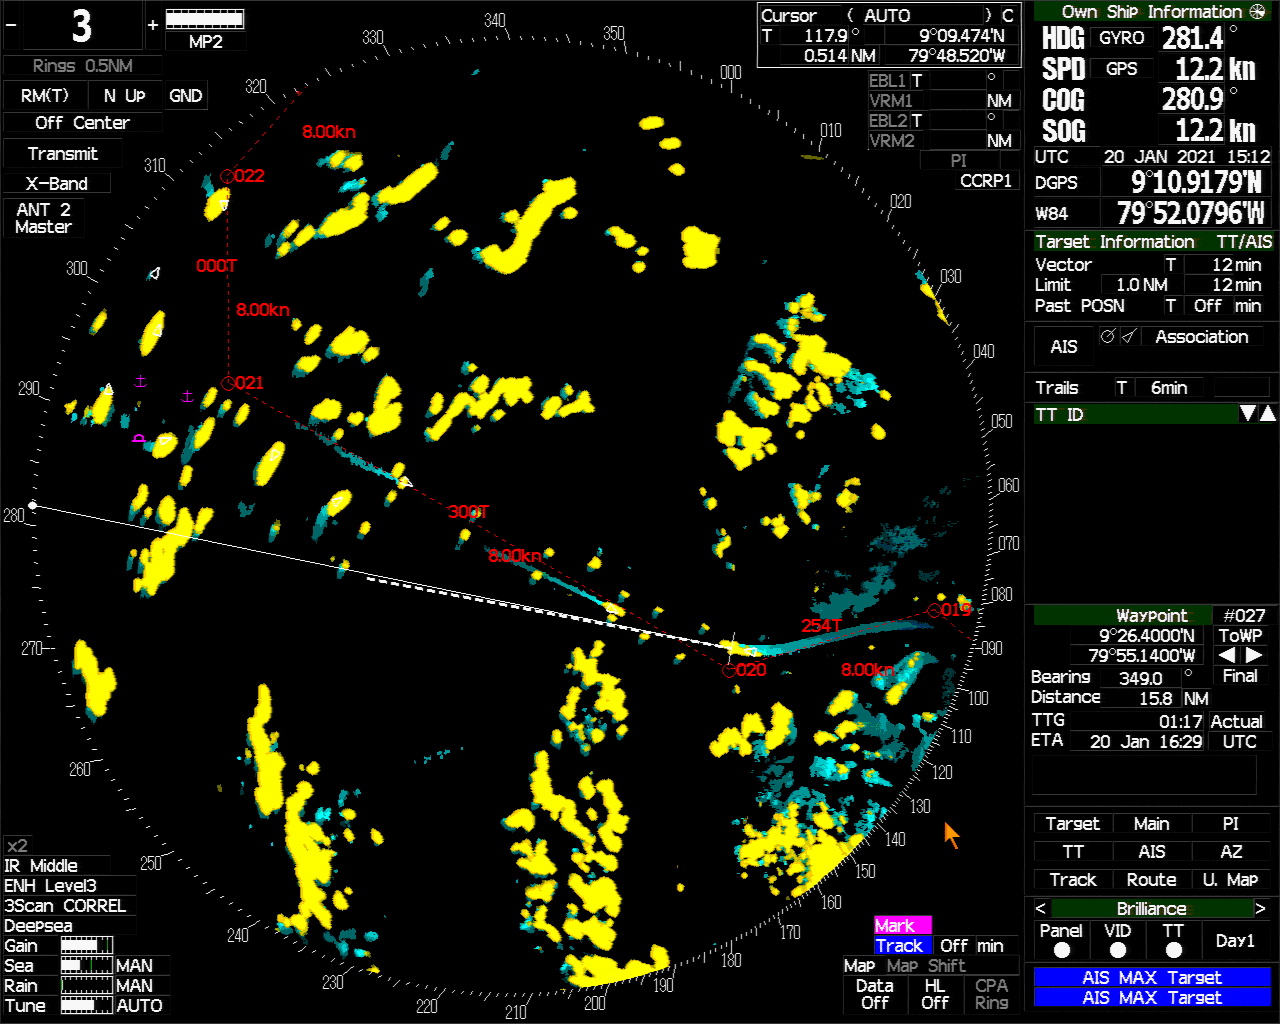 − 3 +
MP2
Rings 0.5NM
RM(T) N Up GND
Off Center
Transmit
X-Band
ANT 2
Master
Cursor ( AUTO ) C
T 117.9° 9°09.474'N
0.514 NM 79°48.520'W
EBL1 T °
VRM1 NM
EBL2 T °
VRM2 NM
PI
CCRP1
Own Ship Information
HDG GYRO 281.4°
SPD GPS 12.2 kn
COG 280.9°
SOG 12.2 kn
UTC 20 JAN 2021 15:12
DGPS 9°10.9179'N
W84 79°52.0796'W
Target Information TT/AIS
Vector T 12 min
Limit 1.0 NM 12 min
Past POSN T Off min
AIS Association
Trails T 6min
TT ID
Waypoint #027
9°26.4000'N ToWP
79°55.1400'W
Bearing 349.0 ° Final
Distance 15.8 NM
TTG 01:17 Actual
ETA 20 Jan 16:29 UTC
Target Main PI
TT AIS AZ
Track Route U. Map
< Brilliance >
Panel VID TT Day1
AIS MAX Target
AIS MAX Target
340
350
330
000
320
010
310
020
300
030
290
040
050
280
060
070
270
080
090
260
100
110
250
120
130
140
240
150
160
230
170
220
180
210
200
190
8.00kn
022
000T
8.00kn
021
300T
8.00kn
019
254T
020
8.00kn
x2
IR Middle
ENH Level3
3Scan CORREL
Deepsea
Gain
Sea MAN
Rain MAN
Tune AUTO
Mark
Track Off min
Map Map Shift
Data Off HL Off CPA Ring